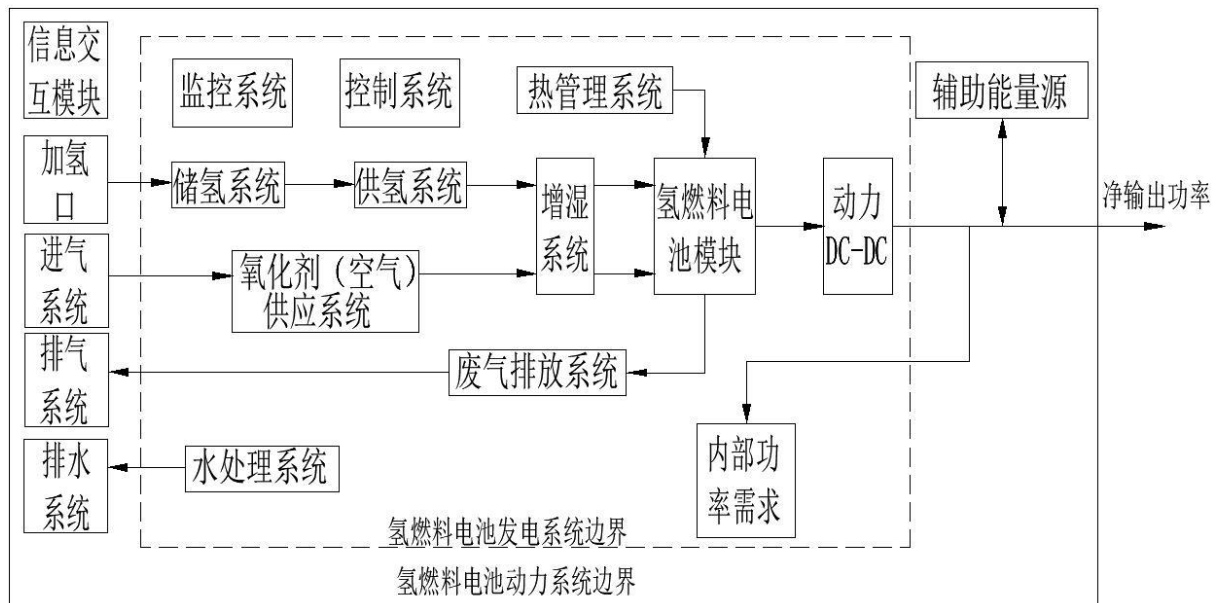 信息交
互模块
监控系统
控制系统
热管理系统
辅助能量源
加氢
口
储氢系统
供氢系统
增湿
系统
氢燃料电
池模块
动力
DC-DC
净输出功率
进气
系统
氧化剂（空气）
供应系统
排气
系统
废气排放系统
排水
系统
水处理系统
内部功
率需求
氢燃料电池发电系统边界
氢燃料电池动力系统边界